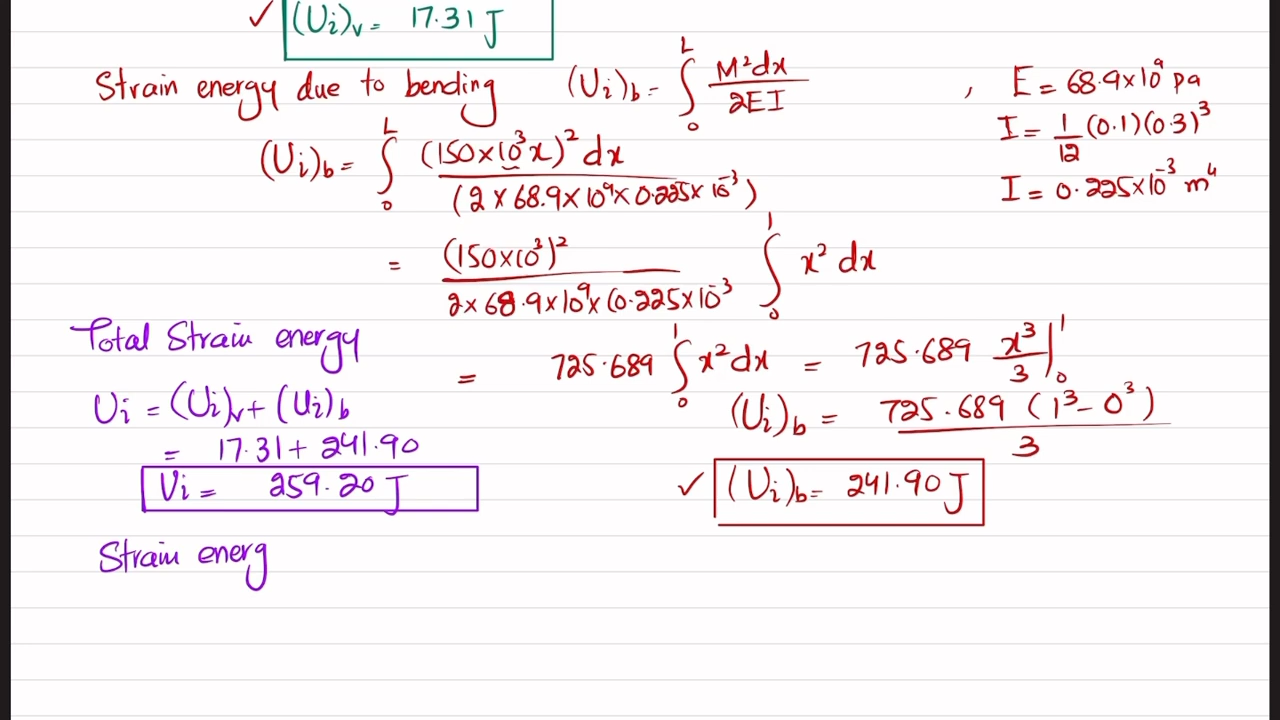 ✓ (Ui)v = 17.31 J
Strain energy due to bending (Ui)b = ∫₀ᴸ M²dx / 2EI , E = 68.9×10⁹ pa
I = 1/12 (0.1)(0.3)³
(Ui)b = ∫₀ᴸ (150×10³x)² dx / (2×68.9×10⁹×0.225×10⁻³)
I = 0.225×10⁻³ m⁴
= (150×10³)² / 2×68.9×10⁹×(0.225×10⁻³ ∫₀¹ x² dx
Total Strain energy
= 725.689 ∫₀¹ x²dx = 725.689 x³/3 |₀¹
Ui = (Ui)v + (Ui)b
(Ui)b = 725.689 (1³ - 0³) / 3
= 17.31 + 241.90
Ui = 259.20 J
✓ (Ui)b = 241.90 J
Strain energ